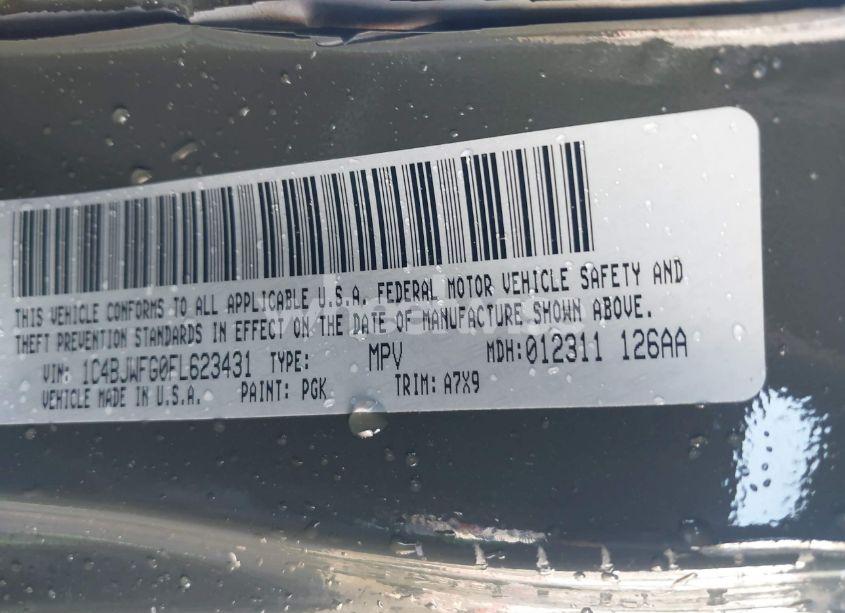 THIS VEHICLE CONFORMS TO ALL APPLICABLE U.S.A. FEDERAL MOTOR VEHICLE SAFETY AND
THEFT PREVENTION STANDARDS IN EFFECT ON THE DATE OF MANUFACTURE SHOWN ABOVE.
VIN: 1C4BJWFG0FL623431 TYPE: MPV MDH: 012311 126AA
VEHICLE MADE IN U.S.A. PAINT: PGK TRIM: A7X9